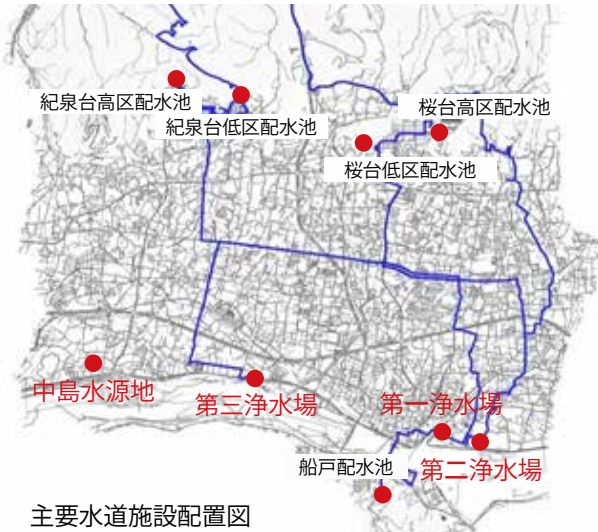 紀泉台高区配水池
桜台高区配水池
紀泉台低区配水池
桜台低区配水池
中島水源地
第三浄水場
第一浄水場
船戸配水池
第二浄水場
主要水道施設配置図